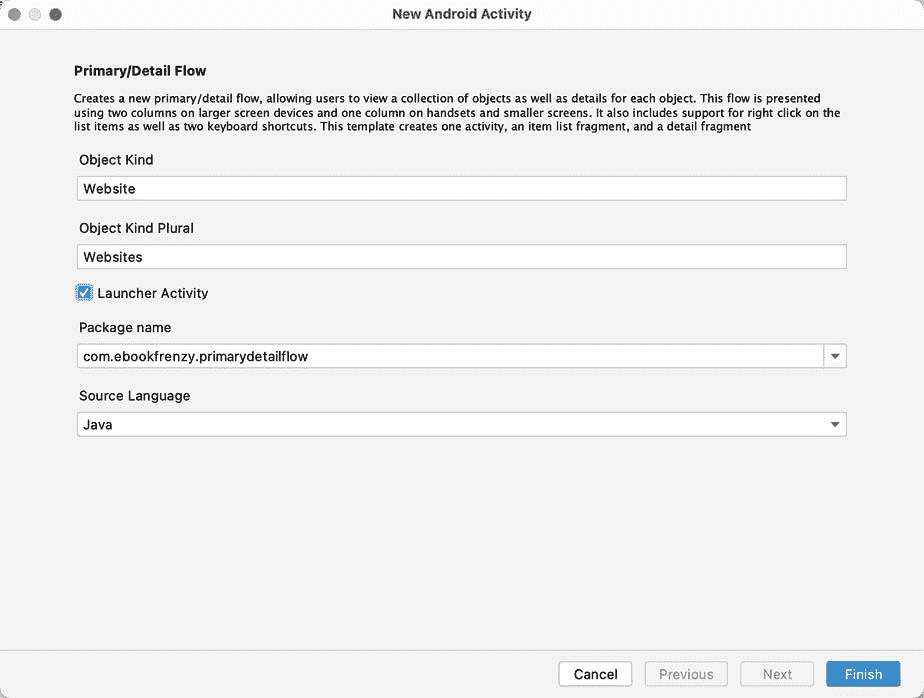 New Android Activity
Primary/Detail Flow
Creates a new primary/detail flow, allowing users to view a collection of objects as well as details for each object. This flow is presented
using two columns on larger screen devices and one column on handsets and smaller screens. It also includes support for right click on the
list items as well as two keyboard shortcuts. This template creates one activity, an item list fragment, and a detail fragment
Object Kind
Website
Object Kind Plural
Websites
Launcher Activity
Package name
com.ebookfrenzy.primarydetailflow
Source Language
Java
Cancel Previous Next Finish